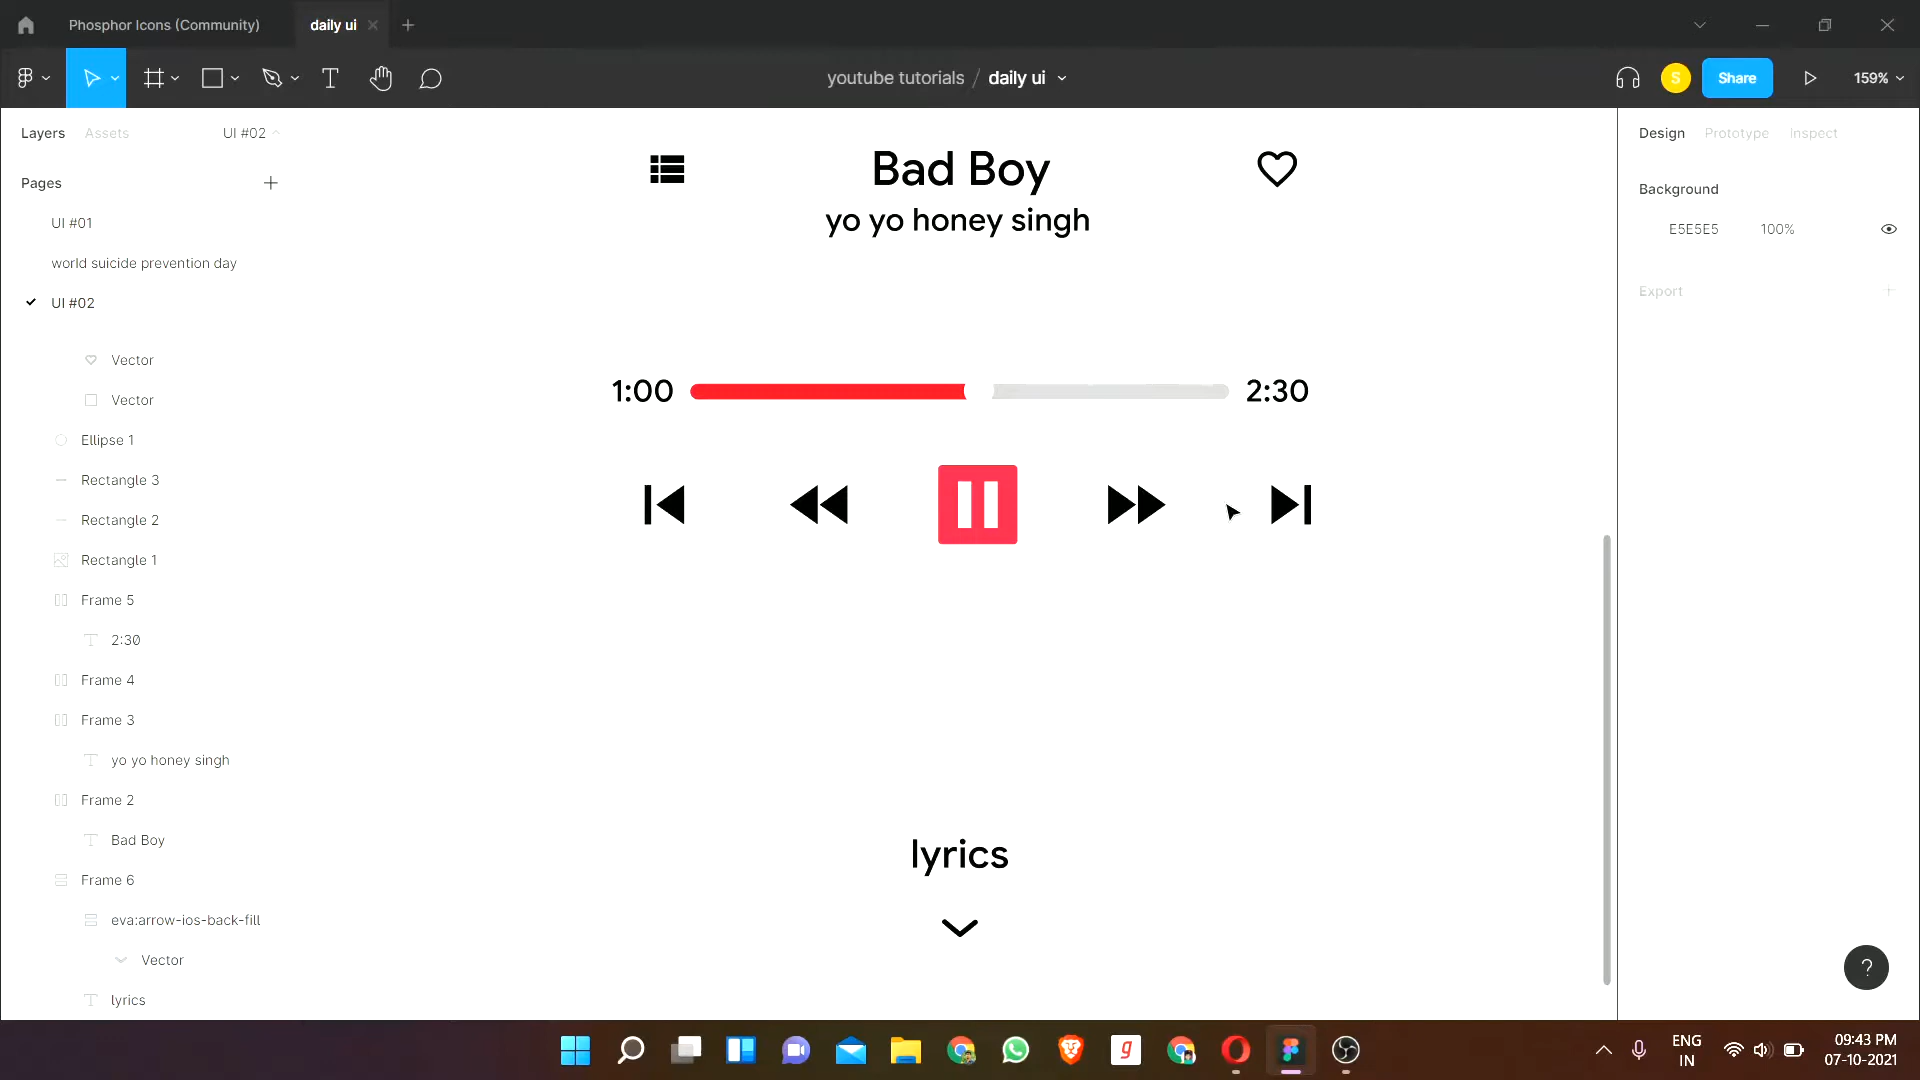 Phosphor Icons (Community)
daily ui
youtube tutorials / daily ui
S
Share
159%
Layers
Assets
UI #02
Pages
UI #01
world suicide prevention day
UI #02
Vector
Vector
Ellipse 1
Rectangle 3
Rectangle 2
Rectangle 1
Frame 5
2:30
Frame 4
Frame 3
yo yo honey singh
Frame 2
Bad Boy
Frame 6
eva:arrow-ios-back-fill
Vector
lyrics
Bad Boy
yo yo honey singh
1:00
2:30
lyrics
Design
Prototype
Inspect
Background
E5E5E5
100%
Export
?
g
ENG
IN
09:43 PM
07-10-2021